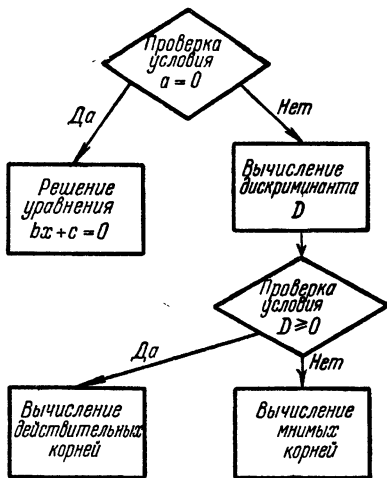 Проверка
условия
a = 0
Да
Нет
Решение
уравнения
bx + c = 0
Вычисление
дискриминанта
D
Проверка
условия
D ⩾ 0
Да
Нет
Вычисление
действительных
корней
Вычисление
мнимых
корней